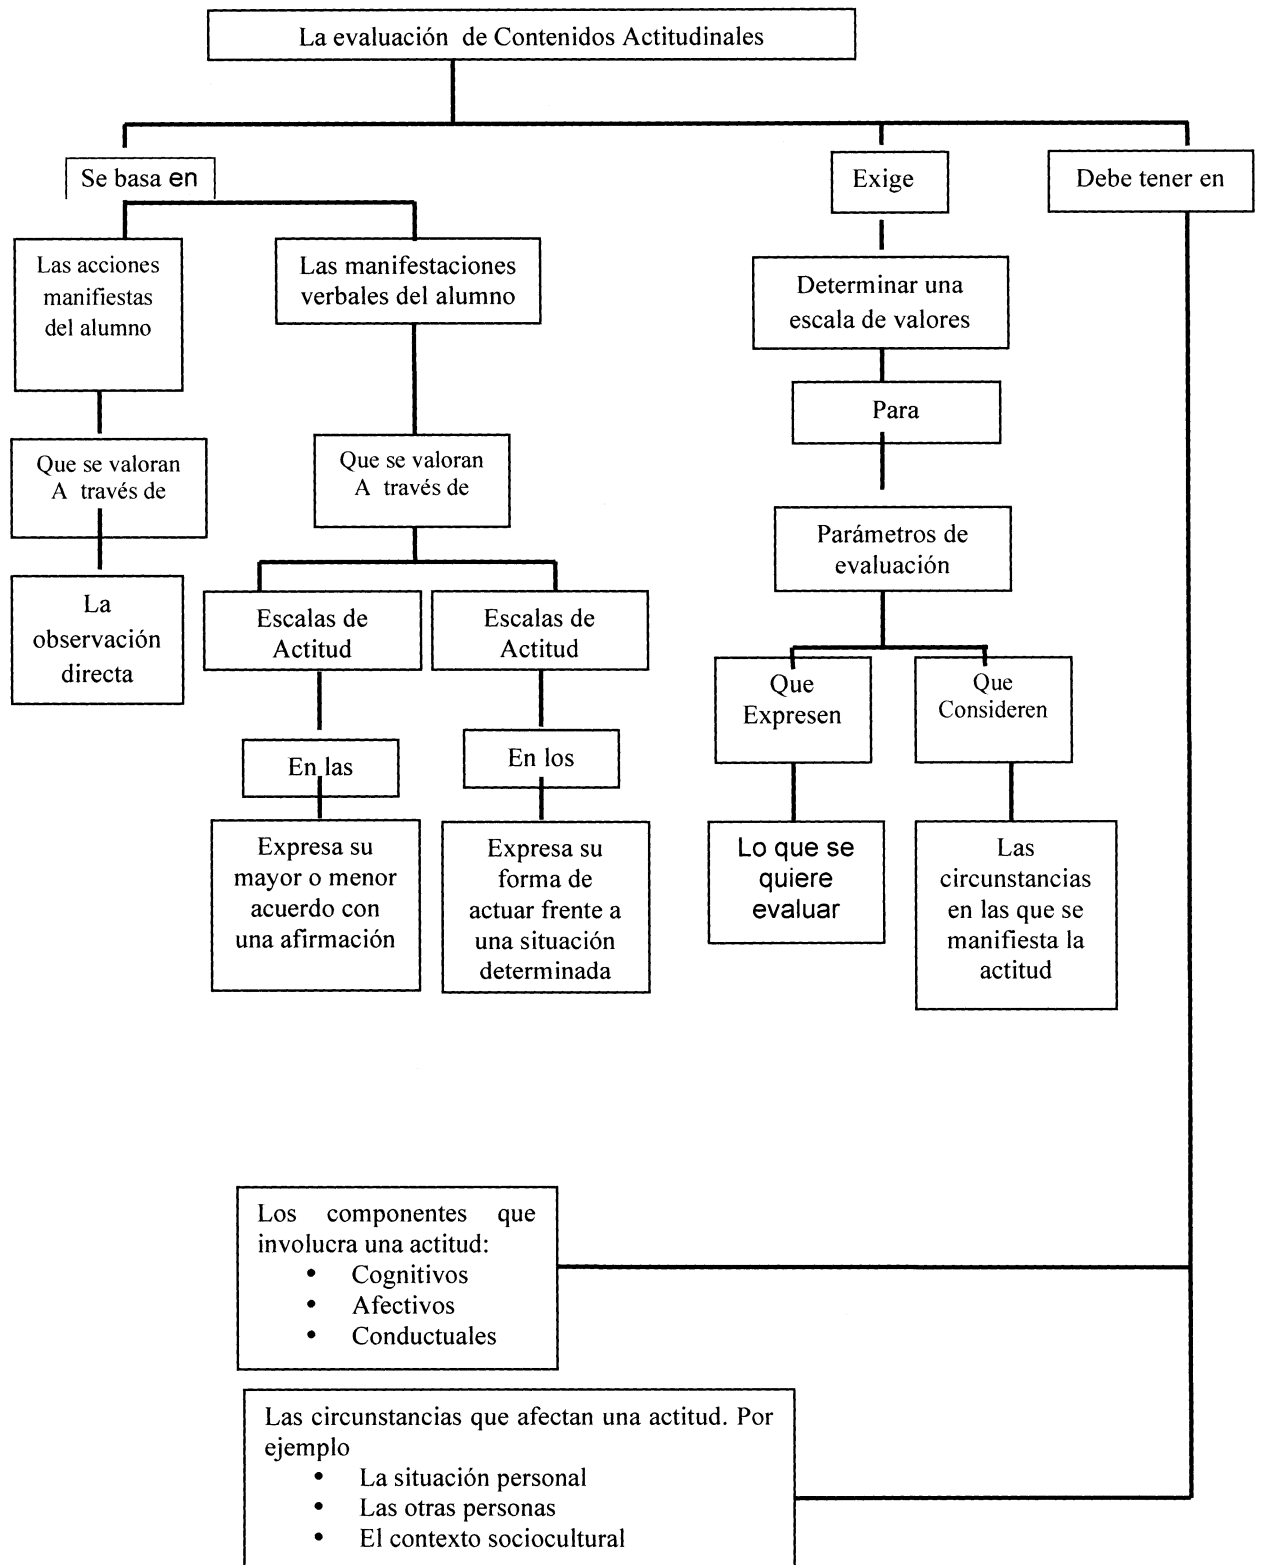 La evaluación de Contenidos Actitudinales
Se basa en
Exige
Debe tener en
Las acciones
manifiestas
del alumno
Las manifestaciones
verbales del alumno
Determinar una
escala de valores
Para
Que se valoran
A través de
Que se valoran
A través de
Parámetros de
evaluación
La
observación
directa
Escalas de
Actitud
Escalas de
Actitud
Que
Expresen
Que
Consideren
En las
En los
Expresa su
mayor o menor
acuerdo con
una afirmación
Expresa su
forma de
actuar frente a
una situación
determinada
Lo que se
quiere
evaluar
Las
circunstancias
en las que se
manifiesta la
actitud
Los componentes que
involucra una actitud:
• Cognitivos
• Afectivos
• Conductuales
Las circunstancias que afectan una actitud. Por
ejemplo
• La situación personal
• Las otras personas
• El contexto sociocultural